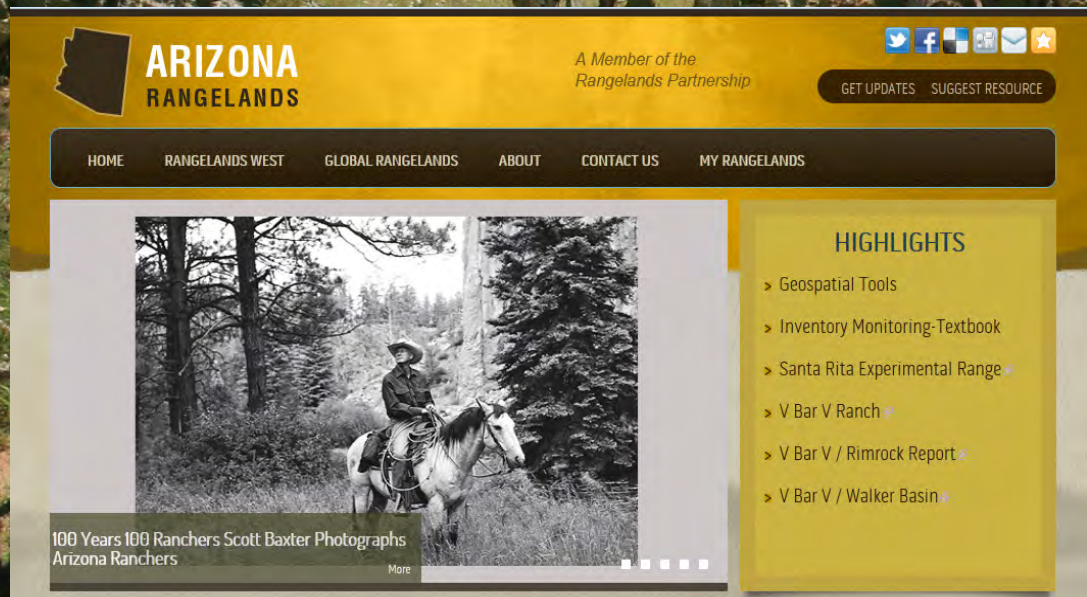 ARIZONA
RANGELANDS
A Member of the
Rangelands Partnership
GET UPDATES SUGGEST RESOURCE
HOME RANGELANDS WEST GLOBAL RANGELANDS ABOUT CONTACT US MY RANGELANDS
100 Years 100 Ranchers Scott Baxter Photographs
Arizona Ranchers
More
HIGHLIGHTS
Geospatial Tools
Inventory Monitoring-Textbook
Santa Rita Experimental Range
V Bar V Ranch
V Bar V / Rimrock Report
V Bar V / Walker Basin